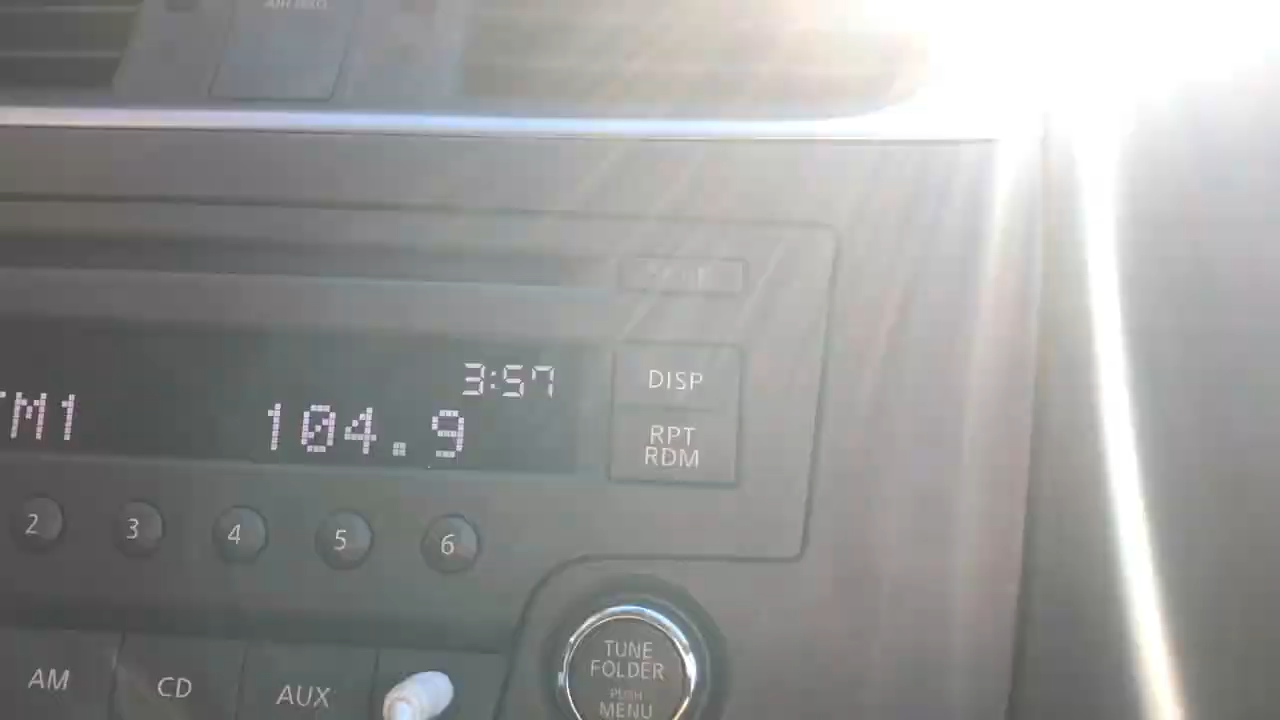 3:57
FM1 104.9
DISP
RPT
RDM
2 3 4 5 6
AM CD AUX
TUNE
FOLDER
PUSH
MENU